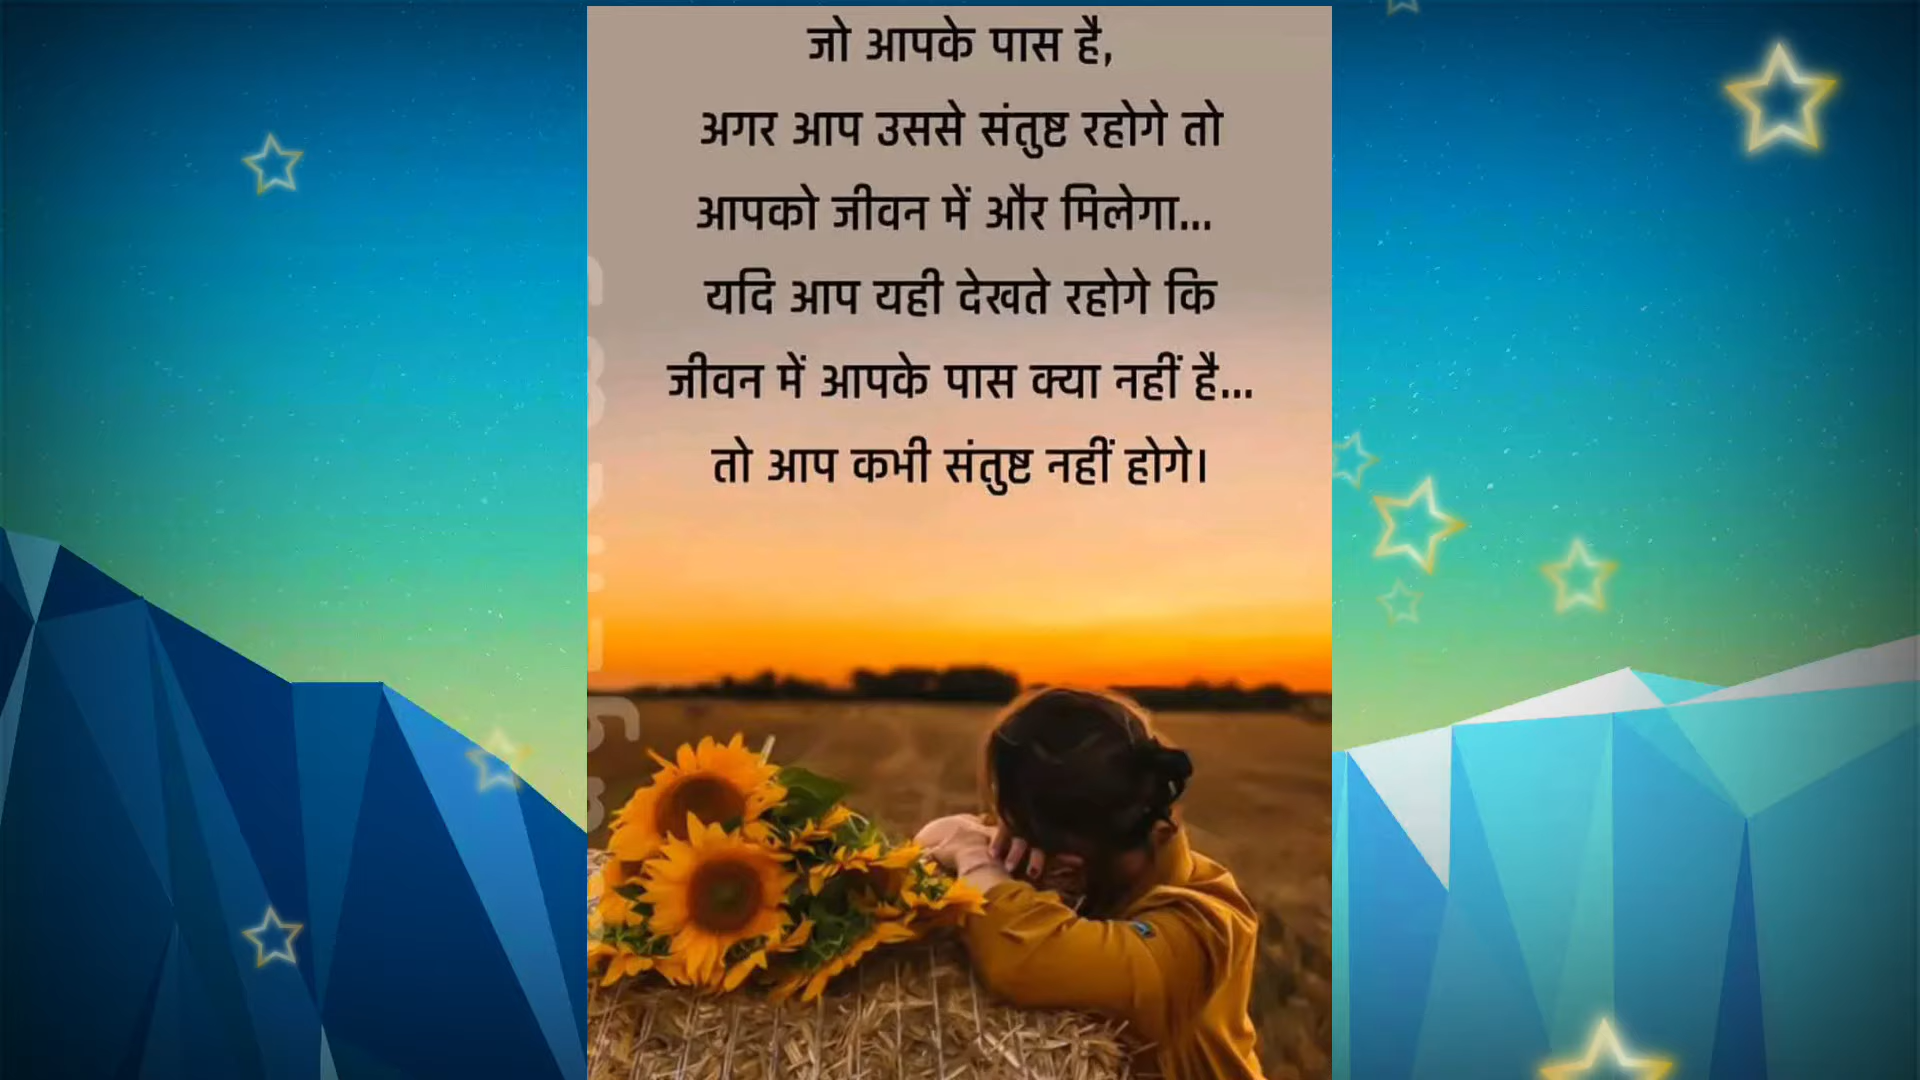 जो आपके पास है,
अगर आप उससे संतुष्ट रहोगे तो
आपको जीवन में और मिलेगा...
यदि आप यही देखते रहोगे कि
जीवन में आपके पास क्या नहीं है...
तो आप कभी संतुष्ट नहीं होगे।